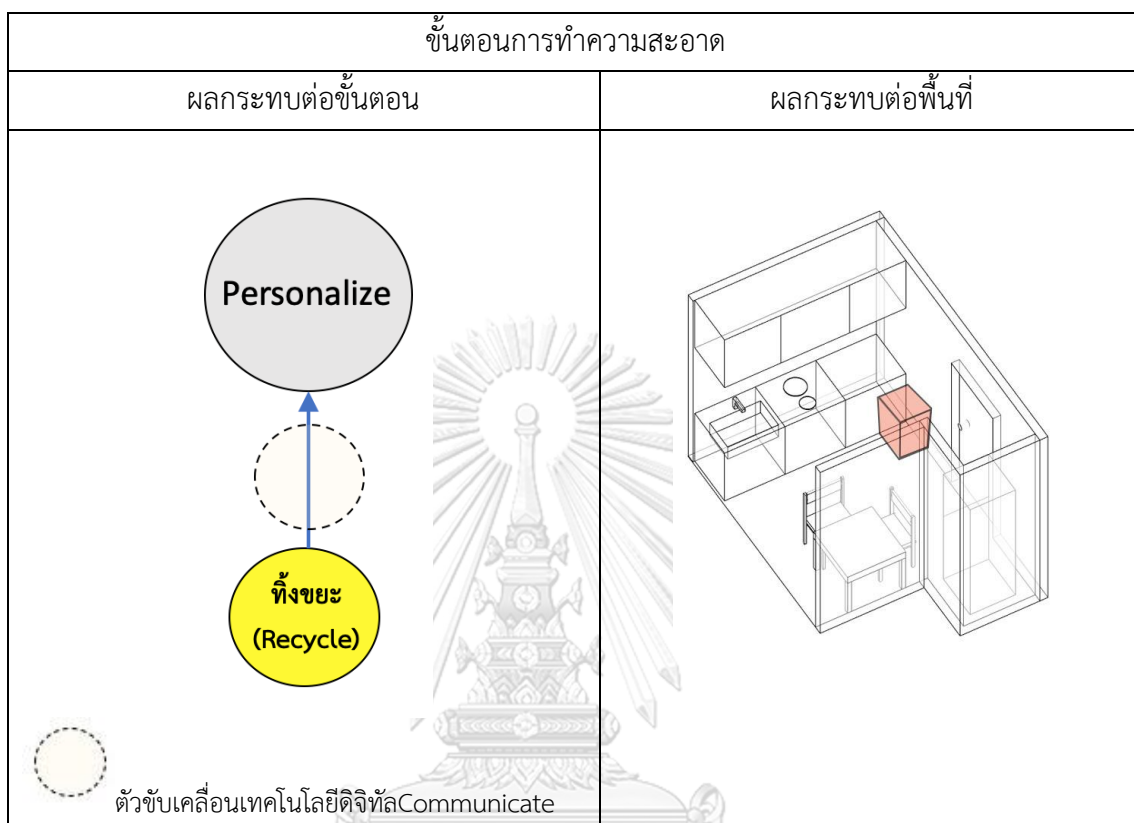 ขั้นตอนการทำความสะอาด
ผลกระทบต่อขั้นตอน
ผลกระทบต่อพื้นที่
Personalize
ทิ้งขยะ
(Recycle)
ตัวขับเคลื่อนเทคโนโลยีดิจิทัลCommunicate